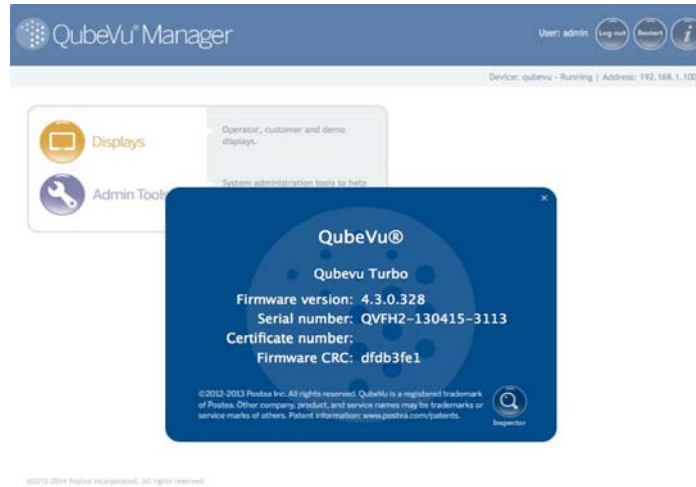 QubeVu® Manager
User: admin
Log out
Restart
i
Device: qubevu - Running | Address: 192.168.1.100
Displays
Operator, customer and demo
displays.
Admin Tools
System administration tools to help
×
QubeVu®
Qubevu Turbo
Firmware version: 4.3.0.328
Serial number: QVFH2-130415-3113
Certificate number:
Firmware CRC: dfdb3fe1
©2012-2013 Postea Inc. All rights reserved. QubeVu is a registered trademark
of Postea. Other company, product, and service names may be trademarks or
service marks of others. Patent information: www.postea.com/patents.
Inspector
©2012-2014 Postea Incorporated. All rights reserved.